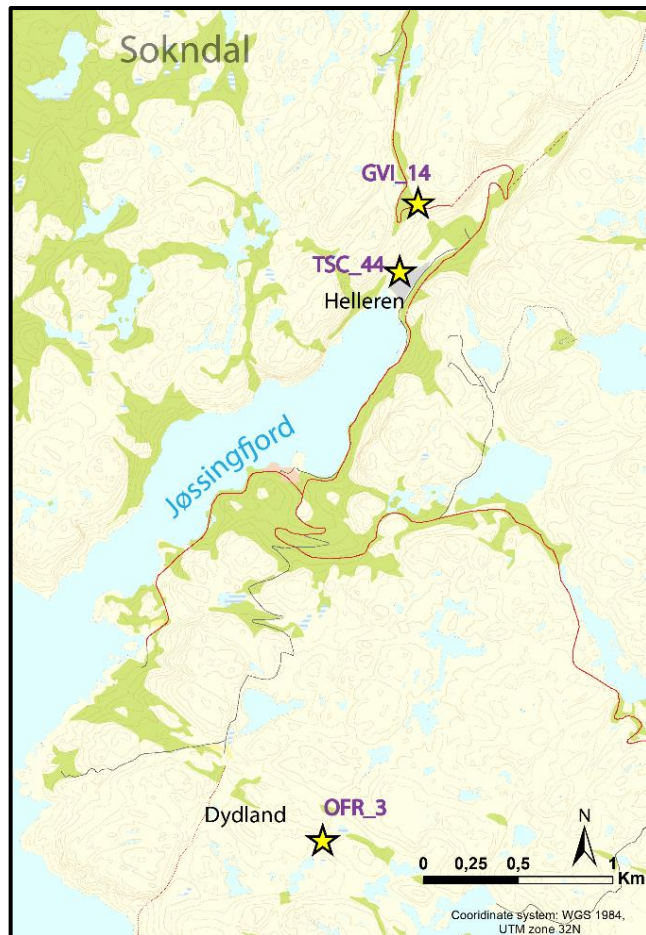 Sokndal
GVI_14
TSC_44
Helleren
Jøssingfjord
Dydland
OFR_3
N
0 0,25 0,5 1
Km
Cooridinate system: WGS 1984,
UTM zone 32N